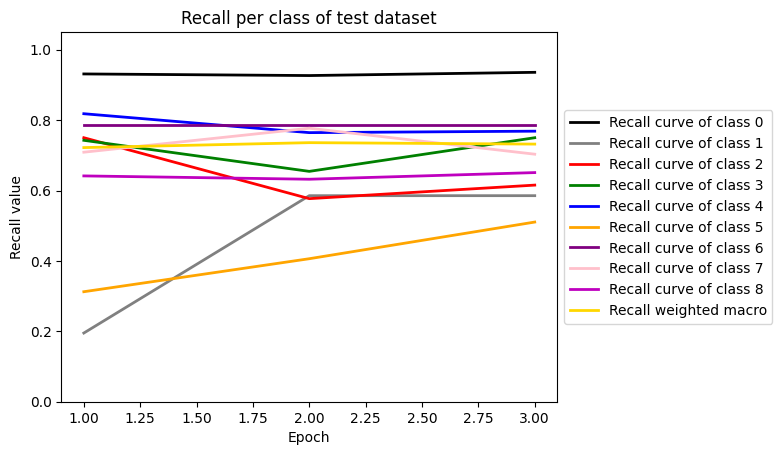 Recall per class of test dataset
1.0
0.8
0.6
0.4
0.2
0.0
Recall value
1.00 1.25 1.50 1.75 2.00 2.25 2.50 2.75 3.00
Epoch
Recall curve of class 0
Recall curve of class 1
Recall curve of class 2
Recall curve of class 3
Recall curve of class 4
Recall curve of class 5
Recall curve of class 6
Recall curve of class 7
Recall curve of class 8
Recall weighted macro